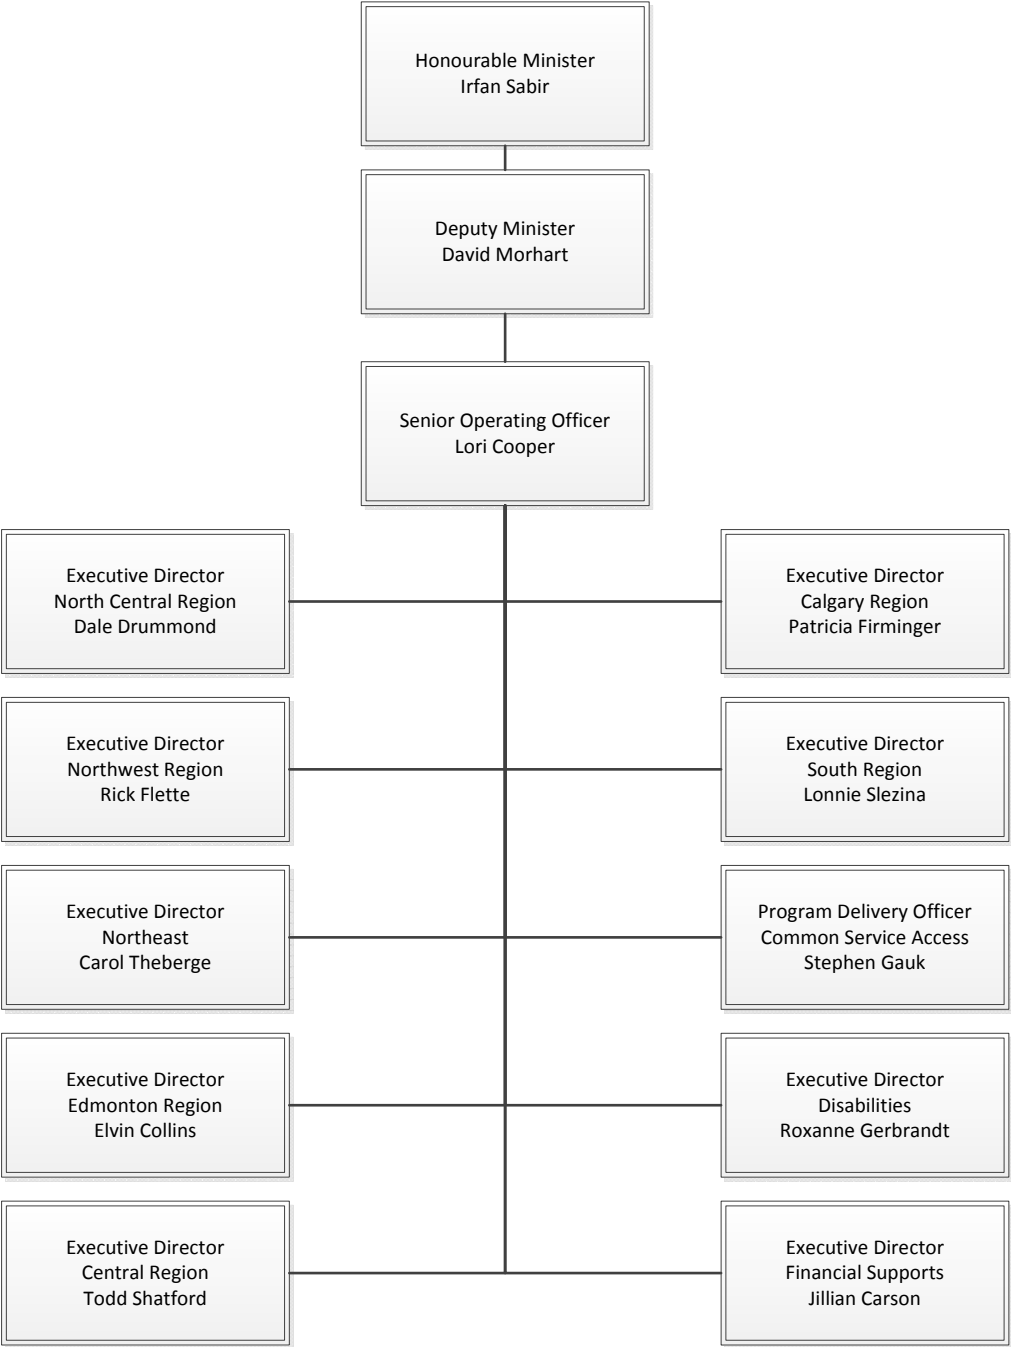 Honourable Minister
Irfan Sabir
Deputy Minister
David Morhart
Senior Operating Officer
Lori Cooper
Executive Director
North Central Region
Dale Drummond
Executive Director
Calgary Region
Patricia Firminger
Executive Director
Northwest Region
Rick Flette
Executive Director
South Region
Lonnie Slezina
Executive Director
Northeast
Carol Theberge
Program Delivery Officer
Common Service Access
Stephen Gauk
Executive Director
Edmonton Region
Elvin Collins
Executive Director
Disabilities
Roxanne Gerbrandt
Executive Director
Central Region
Todd Shatford
Executive Director
Financial Supports
Jillian Carson